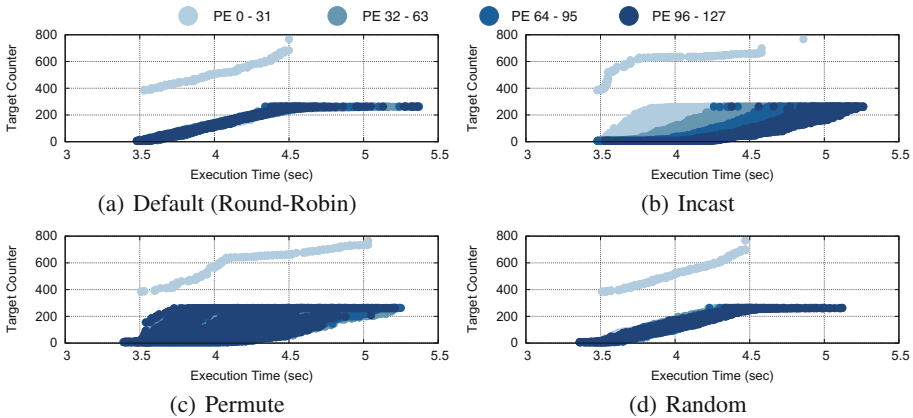 PE 0 - 31 PE 32 - 63 PE 64 - 95 PE 96 - 127
Target Counter
800
600
400
200
0
3 3.5 4 4.5 5 5.5
Execution Time (sec)
(a) Default (Round-Robin)
Target Counter
800
600
400
200
0
3 3.5 4 4.5 5 5.5
Execution Time (sec)
(b) Incast
Target Counter
800
600
400
200
0
3 3.5 4 4.5 5 5.5
Execution Time (sec)
(c) Permute
Target Counter
800
600
400
200
0
3 3.5 4 4.5 5 5.5
Execution Time (sec)
(d) Random